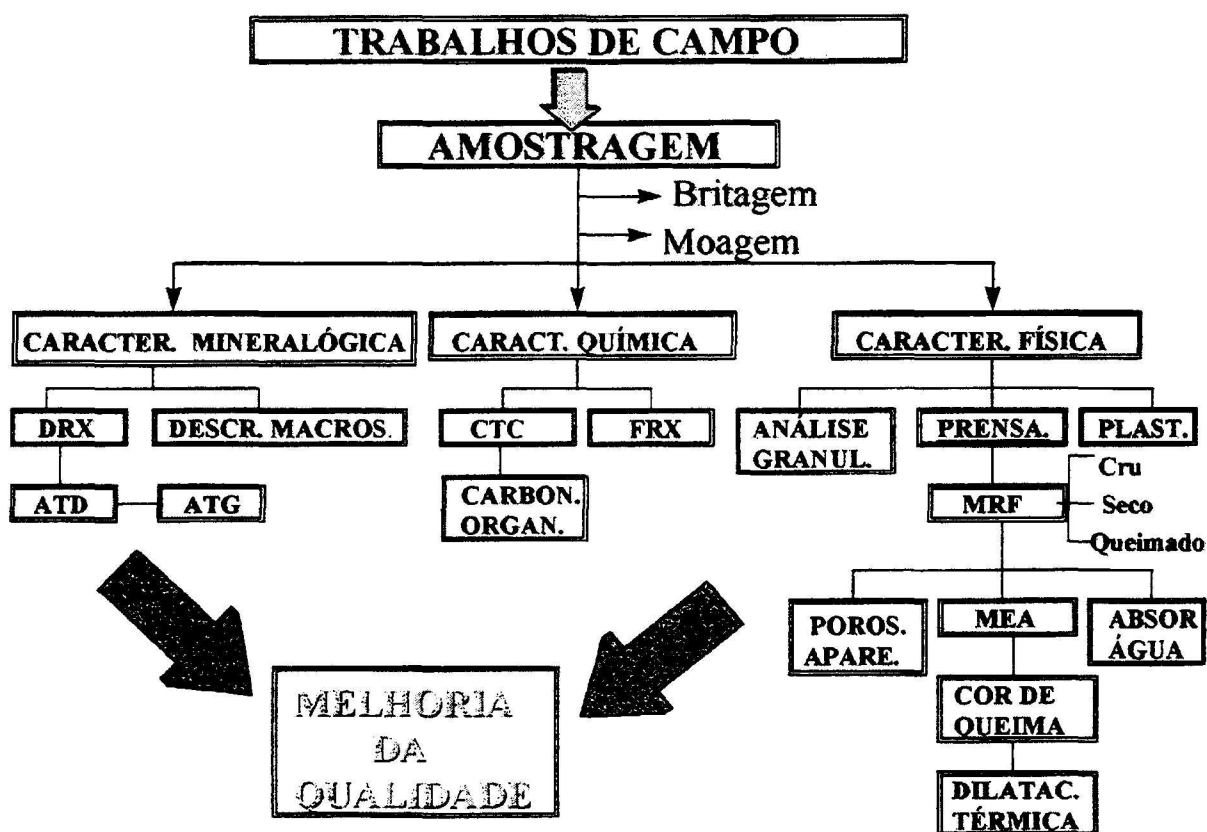 TRABALHOS DE CAMPO
AMOSTRAGEM
Britagem
Moagem
CARACTER. MINERALÓGICA
CARACT. QUÍMICA
CARACTER. FÍSICA
DRX
DESCR. MACROS.
CTC
FRX
ANÁLISE
GRANUL.
PRENSA.
PLAST.
ATD
ATG
CARBON.
ORGAN.
MRF
Cru
Seco
Queimado
POROS.
APARE.
MEA
ABSOR
ÁGUA
COR DE
QUEIMA
DILATAC.
TÉRMICA
MELHORIA
DA
QUALIDADE